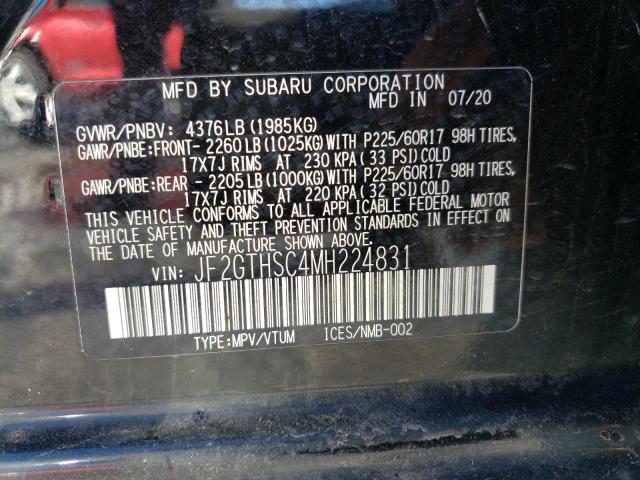 MFD BY SUBARU CORPORATION
MFD IN 07/20
GVWR/PNBV: 4376LB (1985KG)
GAWR/PNBE:FRONT- 2260LB (1025KG)WITH P225/60R17 98H TIRES,
17X7J RIMS AT 230 KPA (33 PSI)COLD
GAWR/PNBE:REAR - 2205LB (1000KG)WITH P225/60R17 98H TIRES,
17X7J RIMS AT 220 KPA (32 PSI)COLD
THIS VEHICLE CONFORMS TO ALL APPLICABLE FEDERAL MOTOR
VEHICLE SAFETY AND THEFT PREVENTION STANDARDS IN EFFECT ON
THE DATE OF MANUFACTURE SHOWN ABOVE.
VIN: JF2GTHSC4MH224831
TYPE:MPV/VTUM ICES/NMB-002